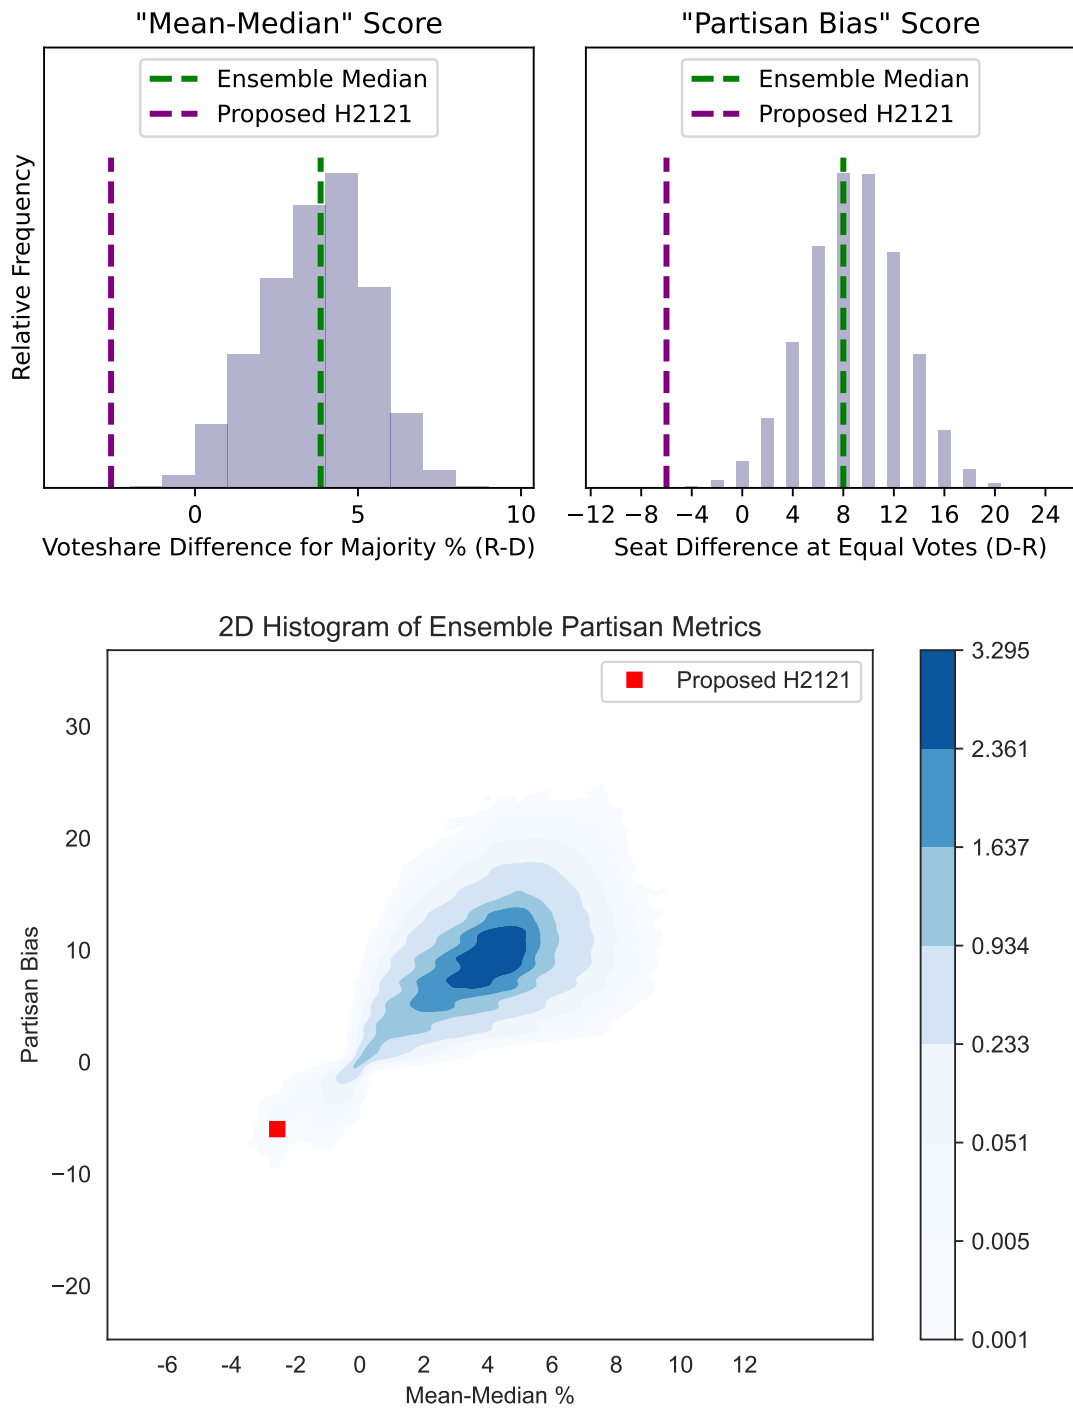 "Mean-Median" Score
Ensemble Median
Proposed H2121
Relative Frequency
0 5 10
Voteshare Difference for Majority % (R-D)
"Partisan Bias" Score
Ensemble Median
Proposed H2121
−12 −8 −4 0 4 8 12 16 20 24
Seat Difference at Equal Votes (D-R)
2D Histogram of Ensemble Partisan Metrics
Proposed H2121
Partisan Bias
30
20
10
0
−10
−20
-6 -4 -2 0 2 4 6 8 10 12
Mean-Median %
3.295
2.361
1.637
0.934
0.233
0.051
0.005
0.001